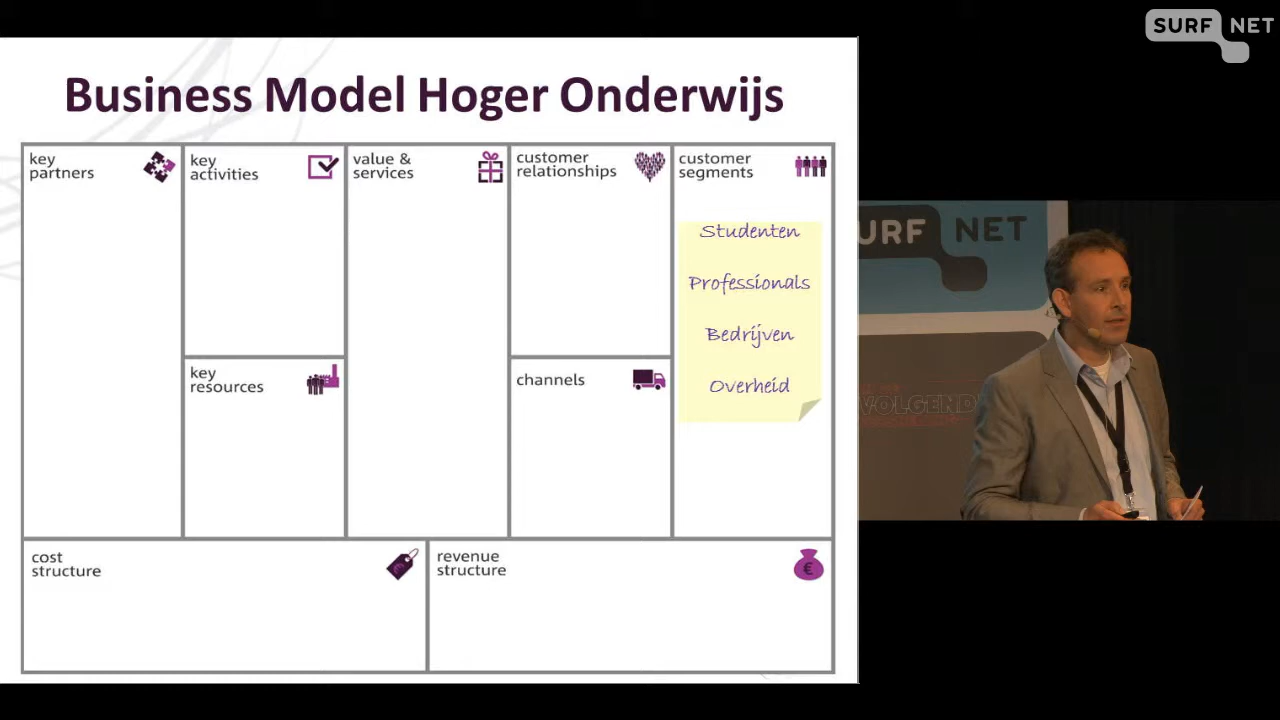 SURF NET
Business Model Hoger Onderwijs
key
partners
key
activities
value &
services
customer
relationships
customer
segments
Studenten
Professionals
Bedrijven
Overheid
key
resources
channels
cost
structure
revenue
structure
€
€
SURF NET
VOLGEND